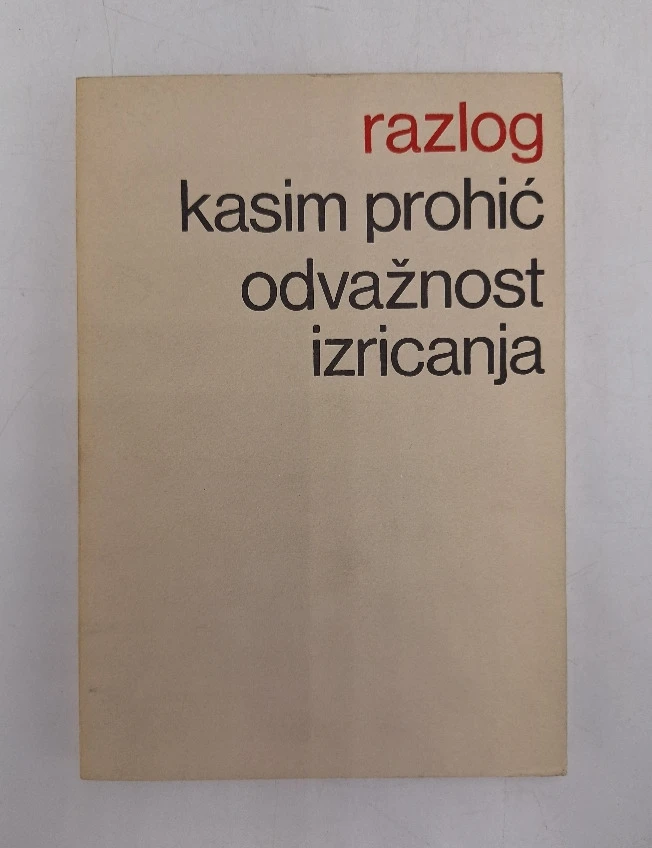 razlog
kasim prohić
odvažnost
izricanja